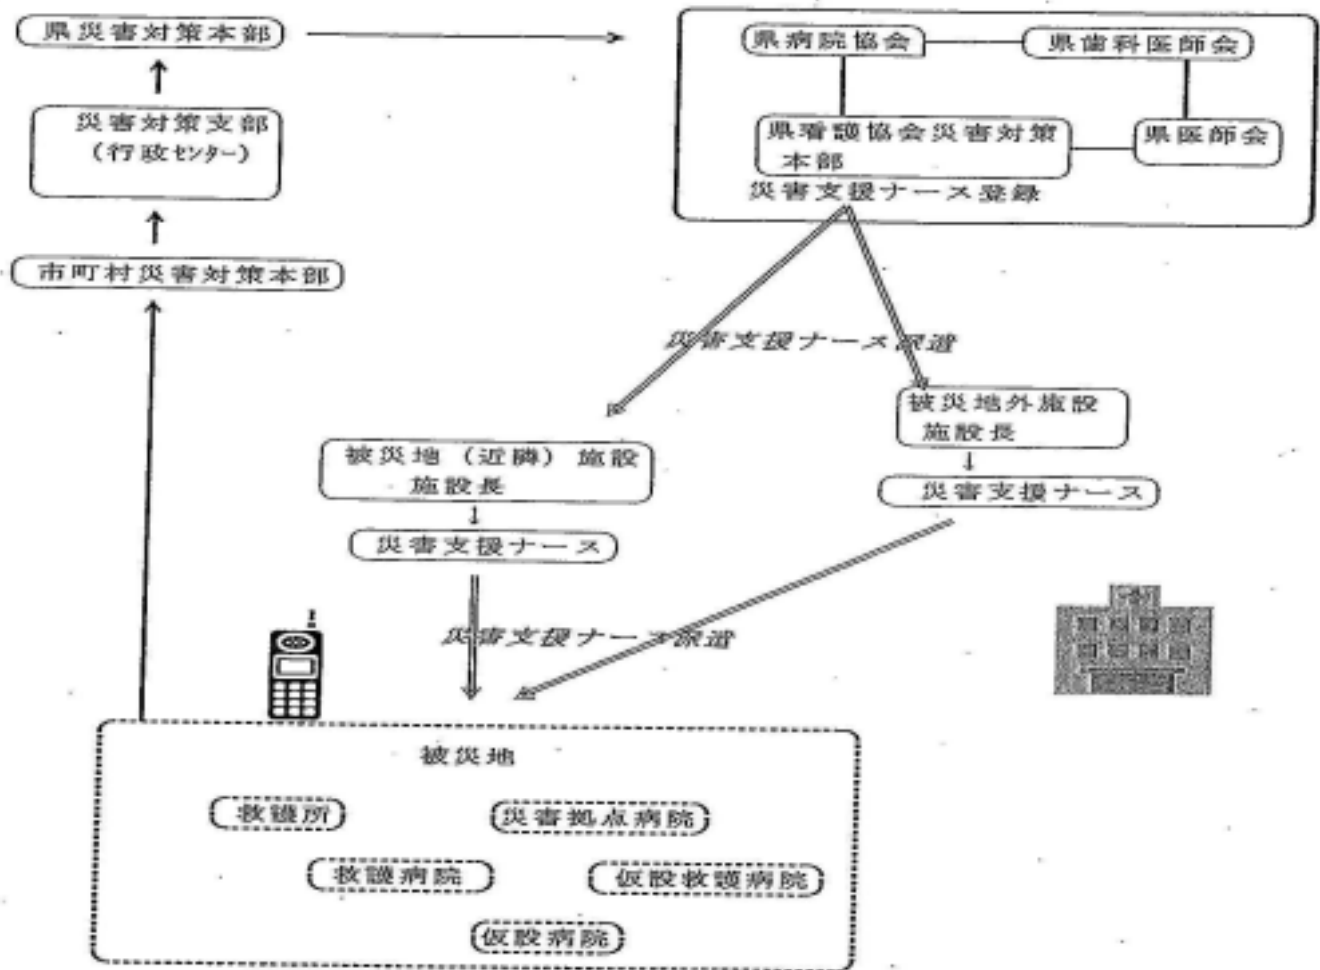 県災害対策本部
県病院協会
県歯科医師会
災害対策支部
(行政センター)
県看護協会災害対策
本部
県医師会
災害支援ナース登録
市町村災害対策本部
災害支援ナース派遣
被災地外施設
施設長
被災地(近隣)施設
施設長
災害支援ナース
災害支援ナース
災害支援ナース派遣
被災地
救護所
災害拠点病院
救護病院
仮設救護病院
仮設病院